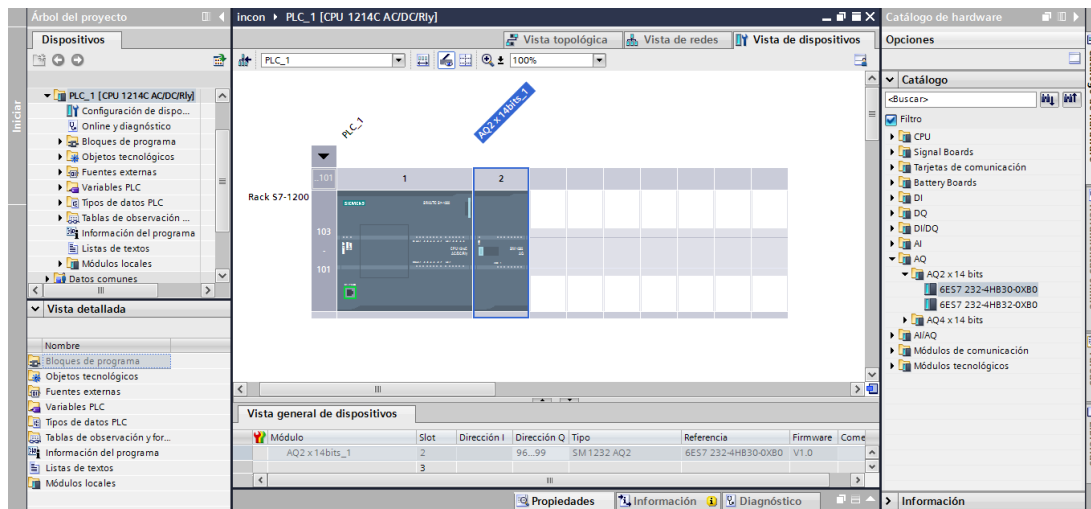 Árbol del proyecto
incon ▸ PLC_1 [CPU 1214C AC/DC/Rly]
Catálogo de hardware
Dispositivos
Vista topológica
Vista de redes
Vista de dispositivos
Opciones
PLC_1
100%
Iniciar
PLC_1 [CPU 1214C AC/DC/Rly]
Configuración de dispo...
Online y diagnóstico
Bloques de programa
Objetos tecnológicos
Fuentes externas
Variables PLC
Tipos de datos PLC
Tablas de observación ...
Información del programa
Listas de textos
Módulos locales
Datos comunes
Vista detallada
Nombre
Bloques de programa
Objetos tecnológicos
Fuentes externas
Variables PLC
Tipos de datos PLC
Tablas de observación y for...
Información del programa
Listas de textos
Módulos locales
PLC_1
AQ2 x 14bits_1
...101
1
2
Rack S7-1200
SIEMENS
103
-
101
Vista general de dispositivos
Módulo Slot Dirección I Dirección Q Tipo Referencia Firmware Come
AQ2 x 14bits_1 2 96...99 SM 1232 AQ2 6ES7 232-4HB30-0XB0 V1.0
3
Propiedades
Información
Diagnóstico
Catálogo
<Buscar>
Filtro
CPU
Signal Boards
Tarjetas de comunicación
Battery Boards
DI
DQ
DI/DQ
AI
AQ
AQ2 x 14 bits
6ES7 232-4HB30-0XB0
6ES7 232-4HB32-0XB0
AQ4 x 14 bits
AI/AQ
Módulos de comunicación
Módulos tecnológicos
Información